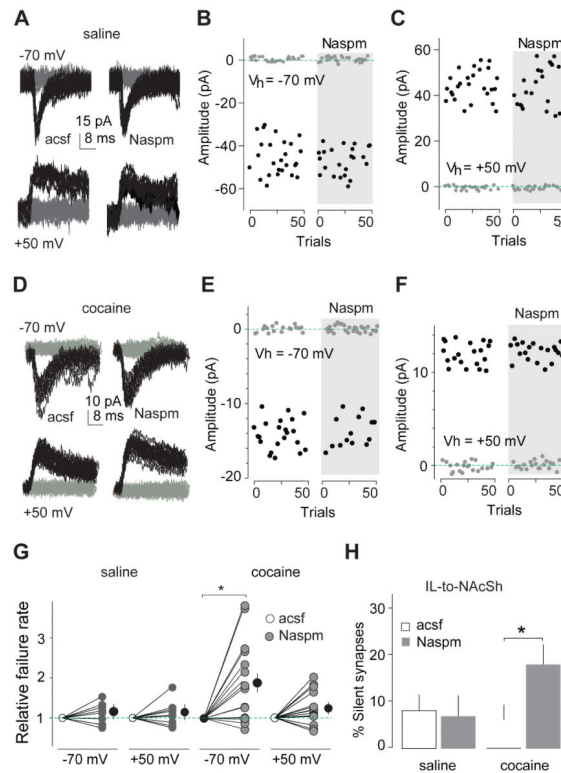 A
saline
-70 mV
acsf
15 pA
8 ms
Naspm
+50 mV
B
Naspm
Amplitude (pA)
0
-20
-40
-60
Vh = -70 mV
0
50
0
50
Trials
C
Naspm
Amplitude (pA)
60
40
20
0
Vh = +50 mV
0
50
0
50
Trials
D
cocaine
-70 mV
acsf
10 pA
8 ms
Naspm
+50 mV
E
Naspm
Amplitude (pA)
0
-10
-20
Vh = -70 mV
0
50
0
50
Trials
F
Naspm
Amplitude (pA)
10
0
Vh = +50 mV
0
50
0
50
Trials
G
saline
cocaine
*
acsf
Naspm
Relative failure rate
3
2
1
-70 mV
+50 mV
-70 mV
+50 mV
H
IL-to-NAcSh
acsf
Naspm
*
% Silent synapses
30
20
10
0
saline
cocaine